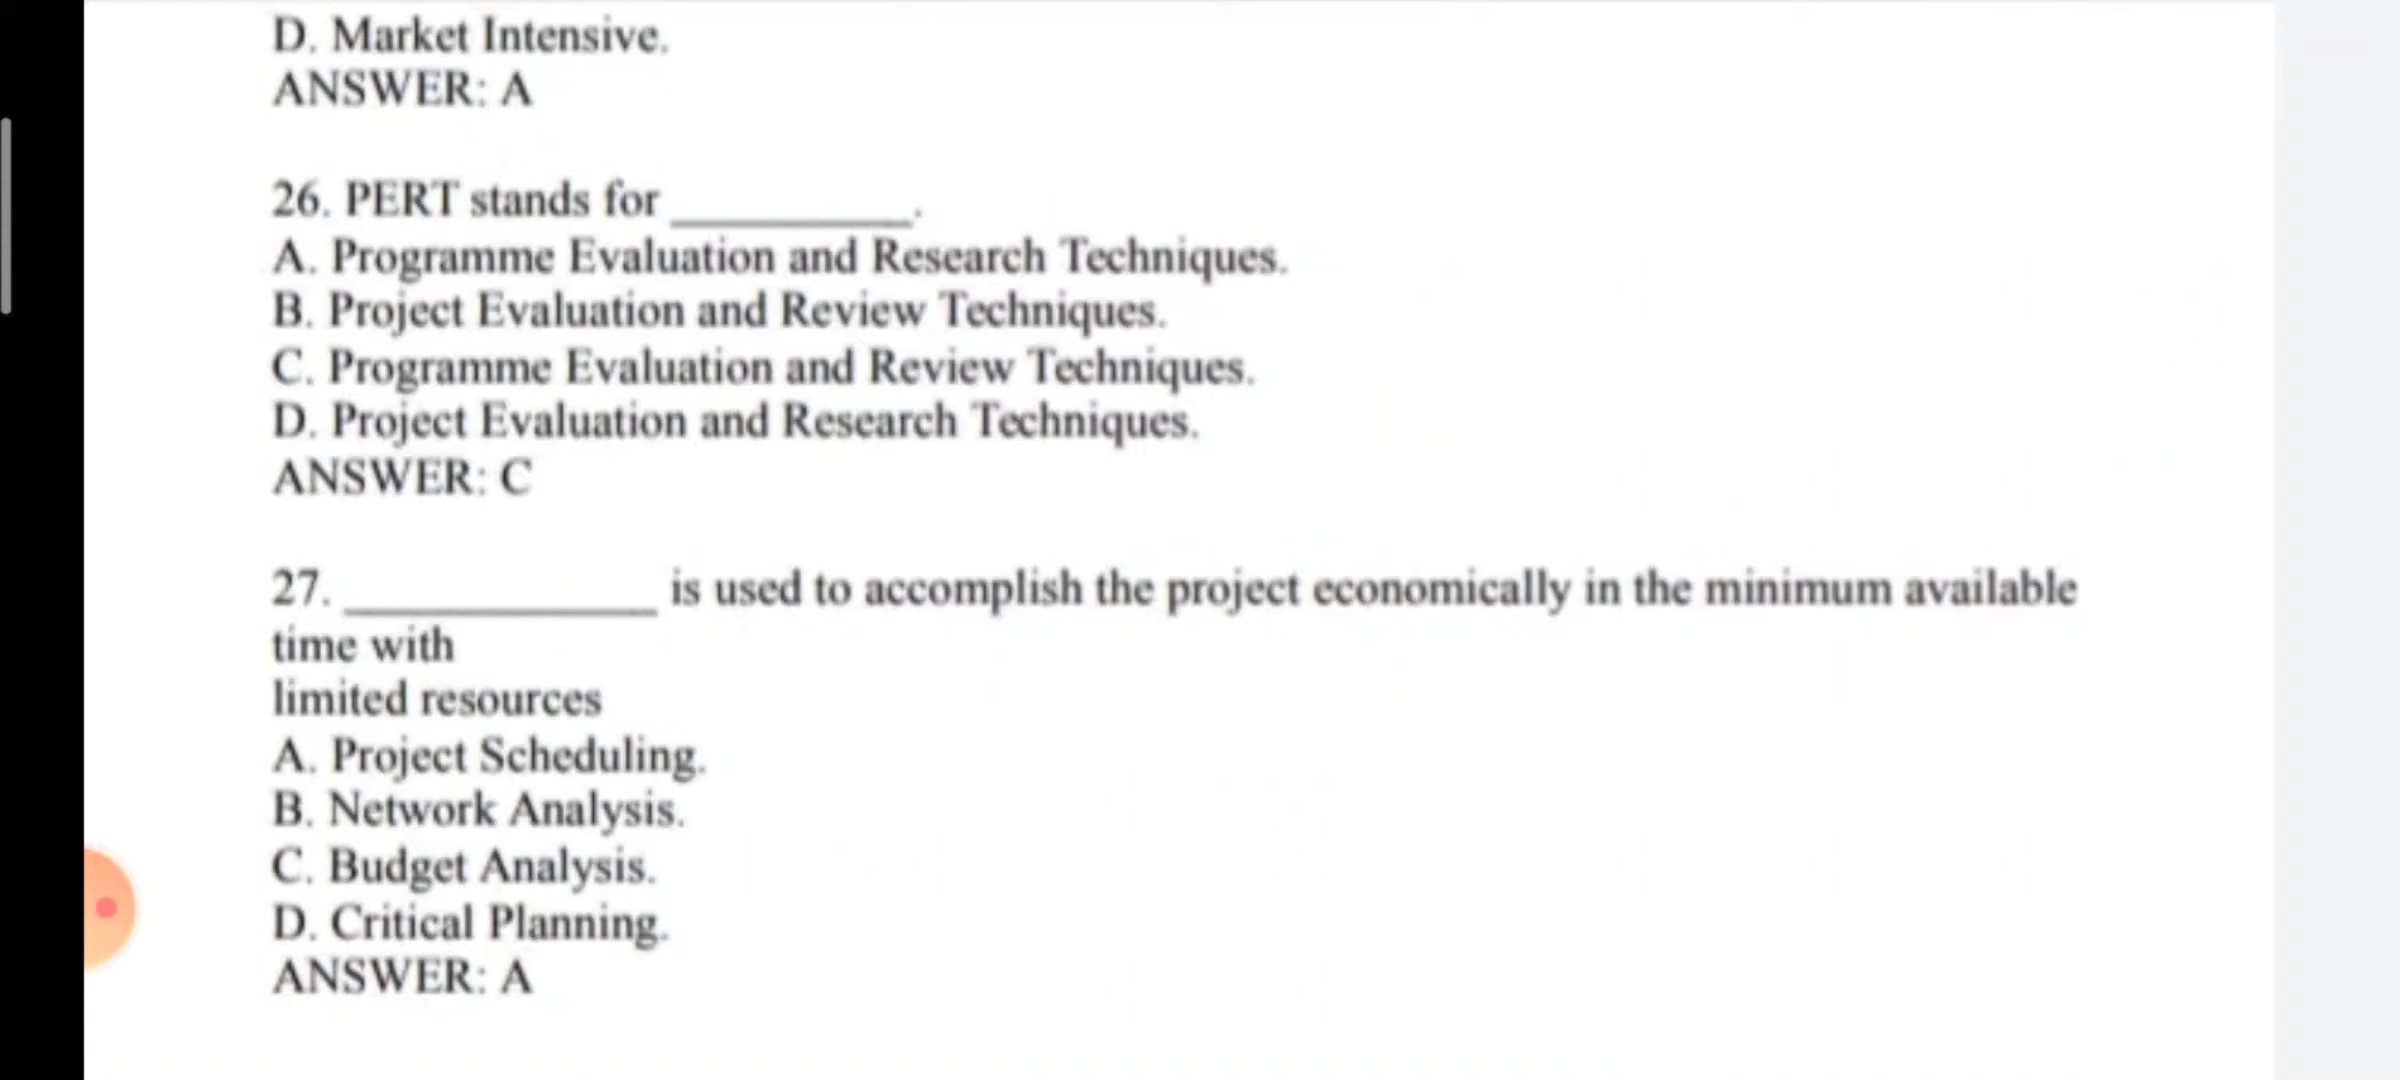 D. Market Intensive.
ANSWER: A
26. PERT stands for __________.
A. Programme Evaluation and Research Techniques.
B. Project Evaluation and Review Techniques.
C. Programme Evaluation and Review Techniques.
D. Project Evaluation and Research Techniques.
ANSWER: C
27. _____________ is used to accomplish the project economically in the minimum available
time with
limited resources
A. Project Scheduling.
B. Network Analysis.
C. Budget Analysis.
D. Critical Planning.
ANSWER: A